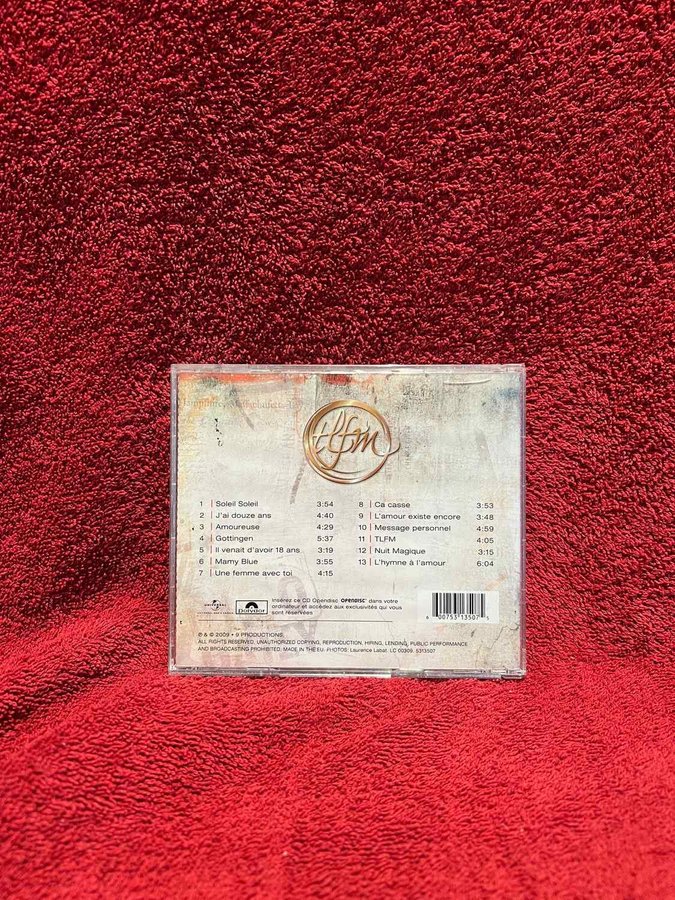 tlfm
1 Soleil Soleil 3:54
2 J'ai douze ans 4:40
3 Amoureuse 4:29
4 Gottingen 5:37
5 Il venait d'avoir 18 ans 3:19
6 Mamy Blue 3:55
7 Une femme avec toi 4:15
8 Ca casse 3:53
9 L'amour existe encore 3:48
10 Message personnel 4:59
11 TLFM 4:05
12 Nuit Magique 3:15
13 L'hymne à l'amour 6:04
UNIVERSAL
polydor
Insérez ce CD Opendisc OPENDISC dans votre
ordinateur et accédez aux exclusivités qui vous
sont réservées
6 00753 13507 5
℗ & © 2009 • 9 PRODUCTIONS,
ALL RIGHTS RESERVED, UNAUTHORIZED COPYING, REPRODUCTION, HIRING, LENDING, PUBLIC PERFORMANCE
AND BROADCASTING PROHIBITED. MADE IN THE EU. PHOTOS: Laurence Labat. LC 00309. 5313507